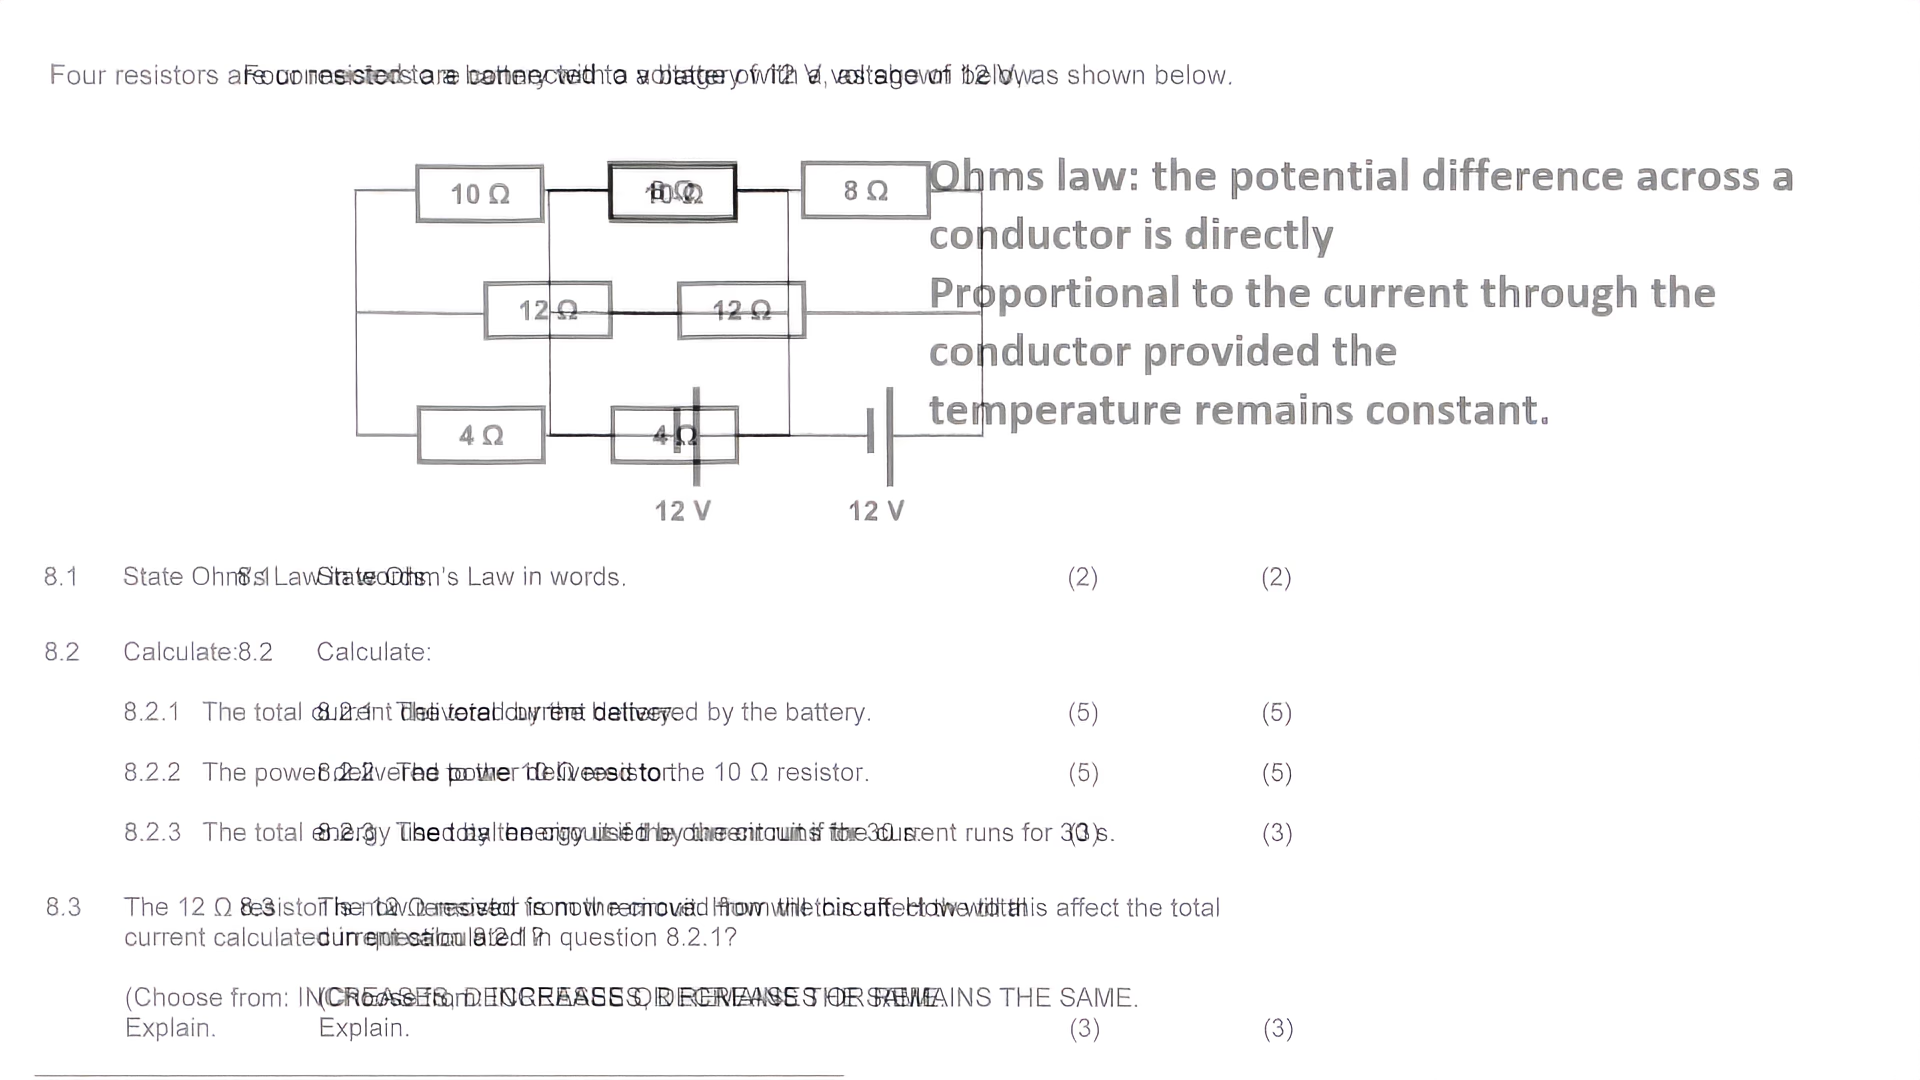 Four resistors are connected to a battery with a voltage of 12 V, as shown below.
10 Ω
8 Ω
Ohms law: the potential difference across a
conductor is directly
Proportional to the current through the
conductor provided the
temperature remains constant.
12 Ω
12 Ω
4 Ω
4 Ω
12 V
12 V
8.1 State Ohm's Law in words. (2) (2)
8.2 Calculate: 8.2 Calculate:
8.2.1 The total current delivered by the battery. (5) (5)
8.2.2 The power delivered to the 10 Ω resistor. (5) (5)
8.2.3 The total energy used by the circuit if the current runs for 30 s. (3) (3)
8.3 The 12 Ω resistor is now removed from the circuit. How will this affect the total
current calculated in question 8.2.1?
(Choose from: INCREASES, DECREASES OR REMAINS THE SAME.
Explain. Explain. (3) (3)